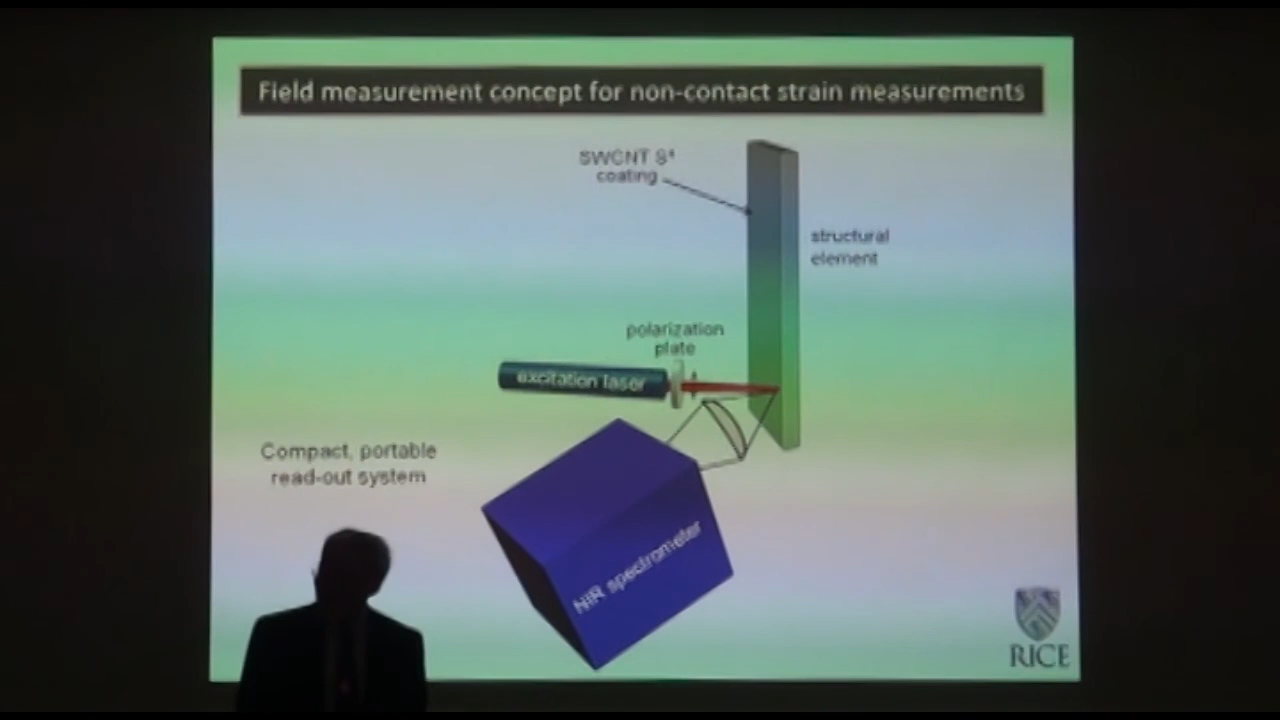 Field measurement concept for non-contact strain measurements
SWCNT S⁴
coating
structural
element
polarization
plate
excitation laser
Compact, portable
read-out system
NIR spectrometer
RICE